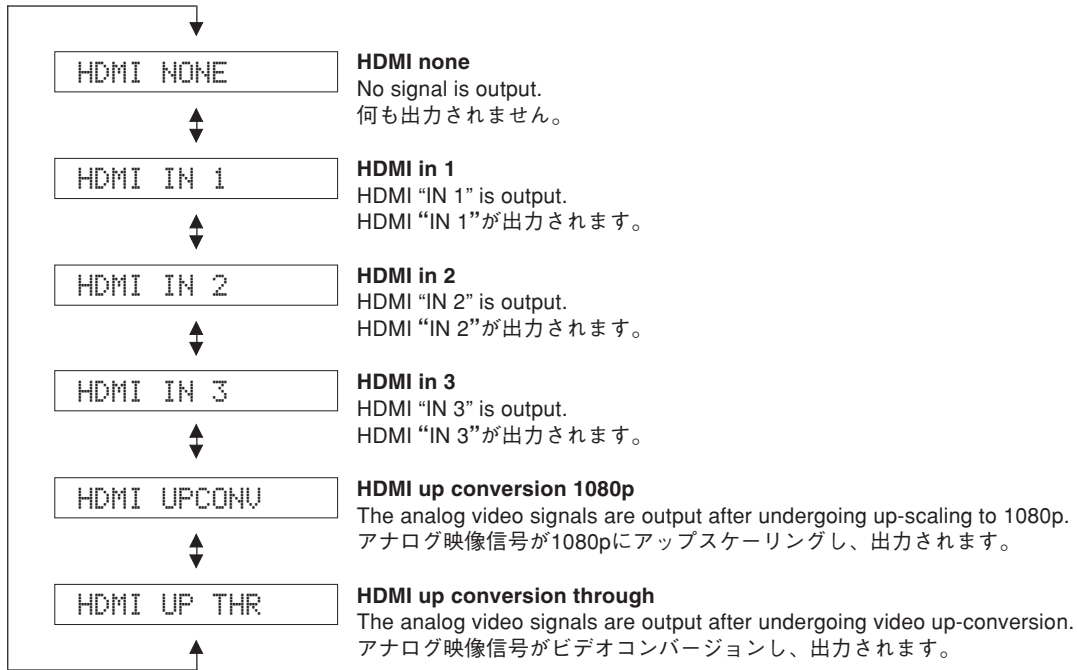 HDMI NONE
HDMI none
No signal is output.
何も出力されません。
HDMI IN 1
HDMI in 1
HDMI “IN 1” is output.
HDMI “IN 1”が出力されます。
HDMI IN 2
HDMI in 2
HDMI “IN 2” is output.
HDMI “IN 2”が出力されます。
HDMI IN 3
HDMI in 3
HDMI “IN 3” is output.
HDMI “IN 3”が出力されます。
HDMI UPCONV
HDMI up conversion 1080p
The analog video signals are output after undergoing up-scaling to 1080p.
アナログ映像信号が1080pにアップスケーリングし、出力されます。
HDMI UP THR
HDMI up conversion through
The analog video signals are output after undergoing video up-conversion.
アナログ映像信号がビデオコンバージョンし、出力されます。